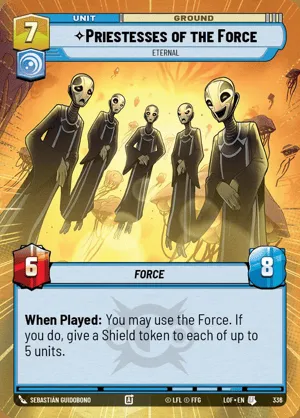 UNIT
GROUND
7
✧PRIESTESSES OF THE FORCE
ETERNAL
6
8
FORCE
When Played: You may use the Force. If
you do, give a Shield token to each of up to
5 units.
SEBASTIÁN GUIDOBONO
© LFL © FFG
LOF • EN
336